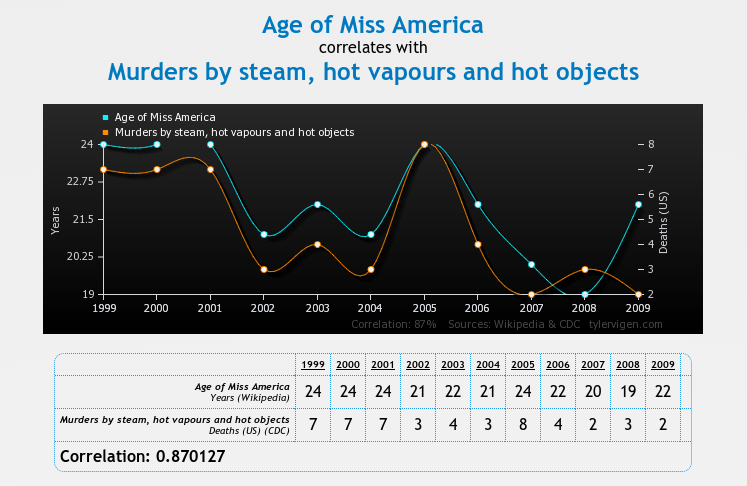 Age of Miss America
correlates with
Murders by steam, hot vapours and hot objects
Age of Miss America
Murders by steam, hot vapours and hot objects
24
22.75
21.5
20.25
19
Years
8
7
6
5
4
3
2
Deaths (US)
1999 2000 2001 2002 2003 2004 2005 2006 2007 2008 2009
Correlation: 87% Sources: Wikipedia & CDC tylervigen.com
1999 2000 2001 2002 2003 2004 2005 2006 2007 2008 2009
Age of Miss America
Years (Wikipedia)
24 24 24 21 22 21 24 22 20 19 22
Murders by steam, hot vapours and hot objects
Deaths (US) (CDC)
7 7 7 3 4 3 8 4 2 3 2
Correlation: 0.870127